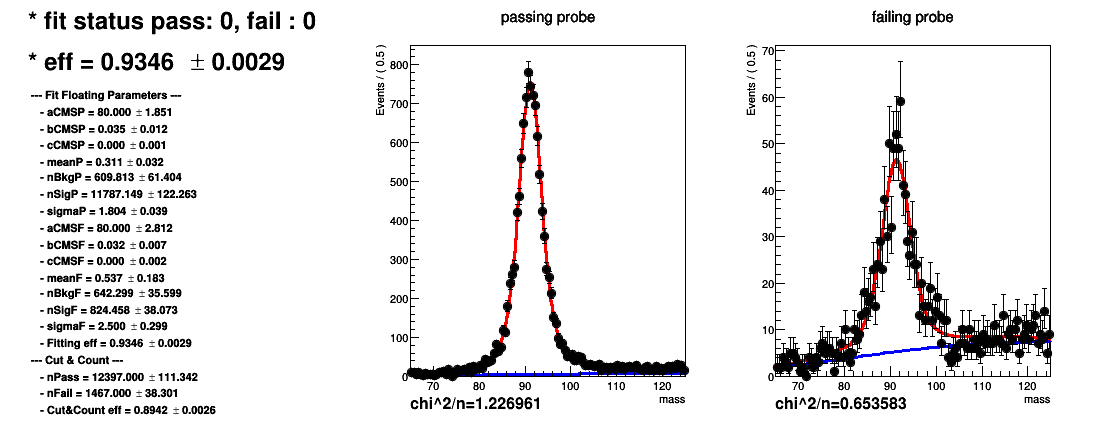 * fit status pass: 0, fail : 0
* eff = 0.9346 ± 0.0029
--- Fit Floating Parameters ---
- aCMSP = 80.000 ± 1.851
- bCMSP = 0.035 ± 0.012
- cCMSP = 0.000 ± 0.001
- meanP = 0.311 ± 0.032
- nBkgP = 609.813 ± 61.404
- nSigP = 11787.149 ± 122.263
- sigmaP = 1.804 ± 0.039
- aCMSF = 80.000 ± 2.812
- bCMSF = 0.032 ± 0.007
- cCMSF = 0.000 ± 0.002
- meanF = 0.537 ± 0.183
- nBkgF = 642.299 ± 35.599
- nSigF = 824.458 ± 38.073
- sigmaF = 2.500 ± 0.299
- Fitting eff = 0.9346 ± 0.0029
--- Cut & Count ---
- nPass = 12397.000 ± 111.342
- nFail = 1467.000 ± 38.301
- Cut&Count eff = 0.8942 ± 0.0026
passing probe
Events / ( 0.5 )
800
700
600
500
400
300
200
100
0
70 80 90 100 110 120
mass
chi^2/n=1.226961
failing probe
Events / ( 0.5 )
70
60
50
40
30
20
10
0
70 80 90 100 110 120
mass
chi^2/n=0.653583